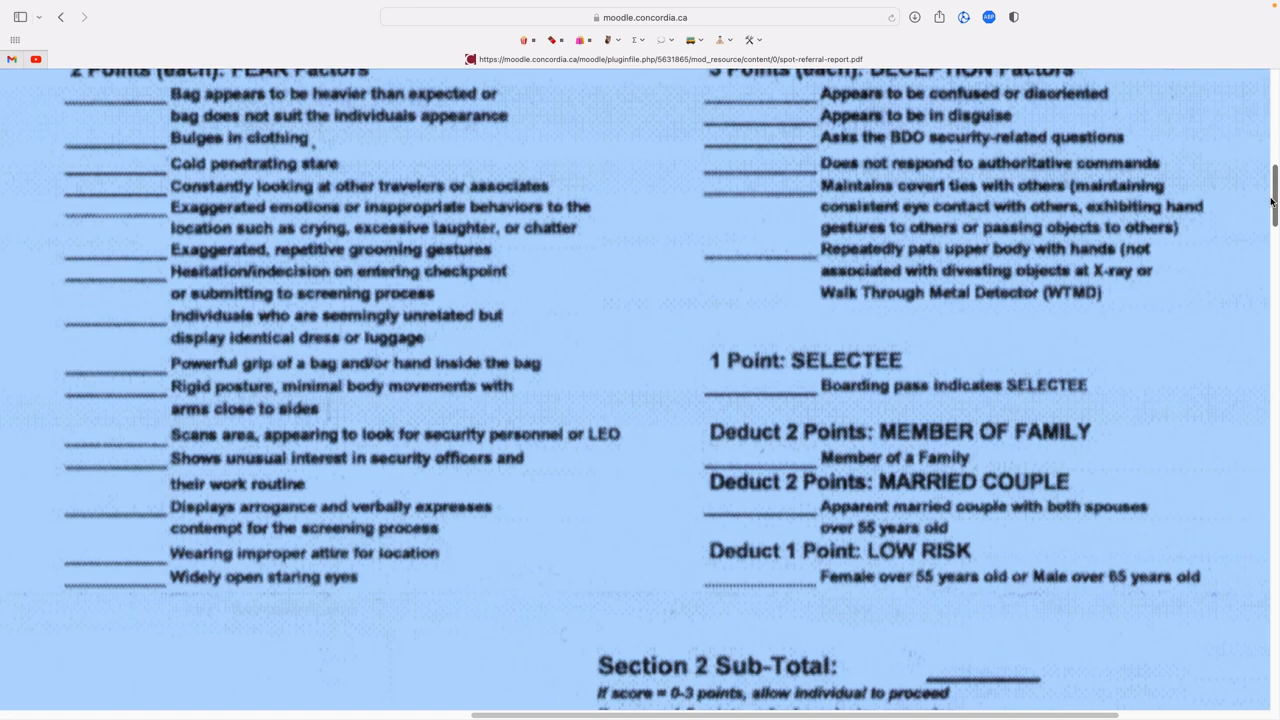 moodle.concordia.ca
ABP
https://moodle.concordia.ca/moodle/pluginfile.php/5631865/mod_resource/content/0/spot-referral-report.pdf
2 Points (each): FEAR Factors
Bag appears to be heavier than expected or
bag does not suit the individuals appearance
Bulges in clothing
Cold penetrating stare
Constantly looking at other travelers or associates
Exaggerated emotions or inappropriate behaviors to the
location such as crying, excessive laughter, or chatter
Exaggerated, repetitive grooming gestures
Hesitation/indecision on entering checkpoint
or submitting to screening process
Individuals who are seemingly unrelated but
display identical dress or luggage
Powerful grip of a bag and/or hand inside the bag
Rigid posture, minimal body movements with
arms close to sides
Scans area, appearing to look for security personnel or LEO
Shows unusual interest in security officers and
their work routine
Displays arrogance and verbally expresses
contempt for the screening process
Wearing improper attire for location
Widely open staring eyes
3 Points (each): DECEPTION Factors
Appears to be confused or disoriented
Appears to be in disguise
Asks the BDO security-related questions
Does not respond to authoritative commands
Maintains covert ties with others (maintaining
consistent eye contact with others, exhibiting hand
gestures to others or passing objects to others)
Repeatedly pats upper body with hands (not
associated with divesting objects at X-ray or
Walk Through Metal Detector (WTMD)
1 Point: SELECTEE
Boarding pass indicates SELECTEE
Deduct 2 Points: MEMBER OF FAMILY
Member of a Family
Deduct 2 Points: MARRIED COUPLE
Apparent married couple with both spouses
over 55 years old
Deduct 1 Point: LOW RISK
Female over 55 years old or Male over 65 years old
Section 2 Sub-Total:
If score = 0-3 points, allow individual to proceed